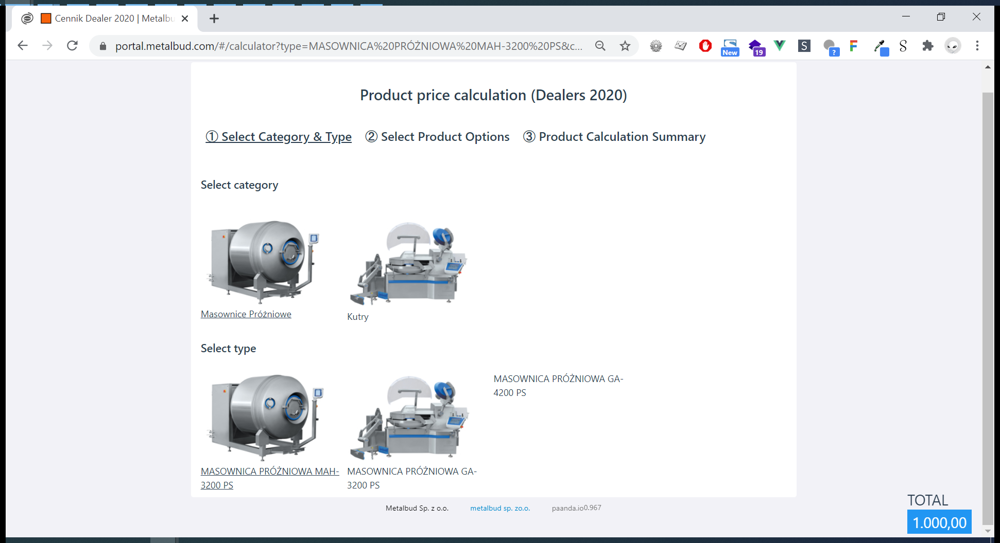 Cennik Dealer 2020 | Metalbu
portal.metalbud.com/#/calculator?type=MASOWNICA%20PRÓŻNIOWA%20MAH-3200%20PS&c...
New
19
S
?
F
S
Product price calculation (Dealers 2020)
① Select Category & Type ② Select Product Options ③ Product Calculation Summary
Select category
Masownice Próżniowe
Kutry
Select type
MASOWNICA PRÓŻNIOWA MAH-
3200 PS
MASOWNICA PRÓŻNIOWA GA-
3200 PS
MASOWNICA PRÓŻNIOWA GA-
4200 PS
Metalbud Sp. z o.o. metalbud sp. zo.o. paanda.io0.967
TOTAL
1.000,00